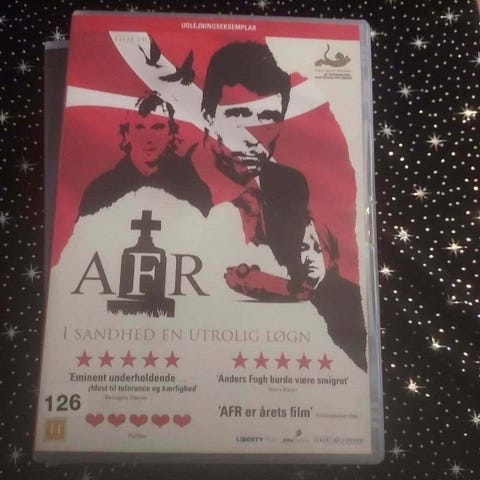 UDLEJNINGSEKSEMPLAR
AFR
I SANDHED EN UTROLIG LØGN
'Eminent underholdende
til tolerance og kærlighed'
'Anders Fogh burde være smigret'
126
'AFR er årets film'
11
LIBERTY